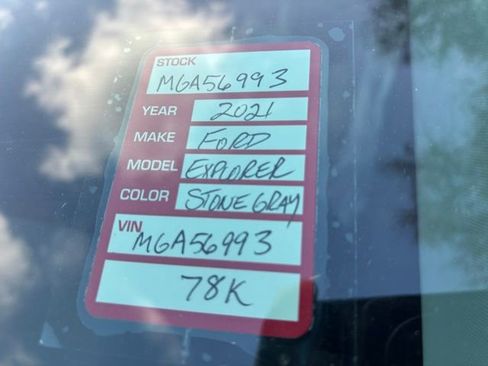 STOCK
MGA56993
YEAR 2021
MAKE FORD
MODEL EXPLORER
COLOR STONE GRAY
VIN MGA56993
78K